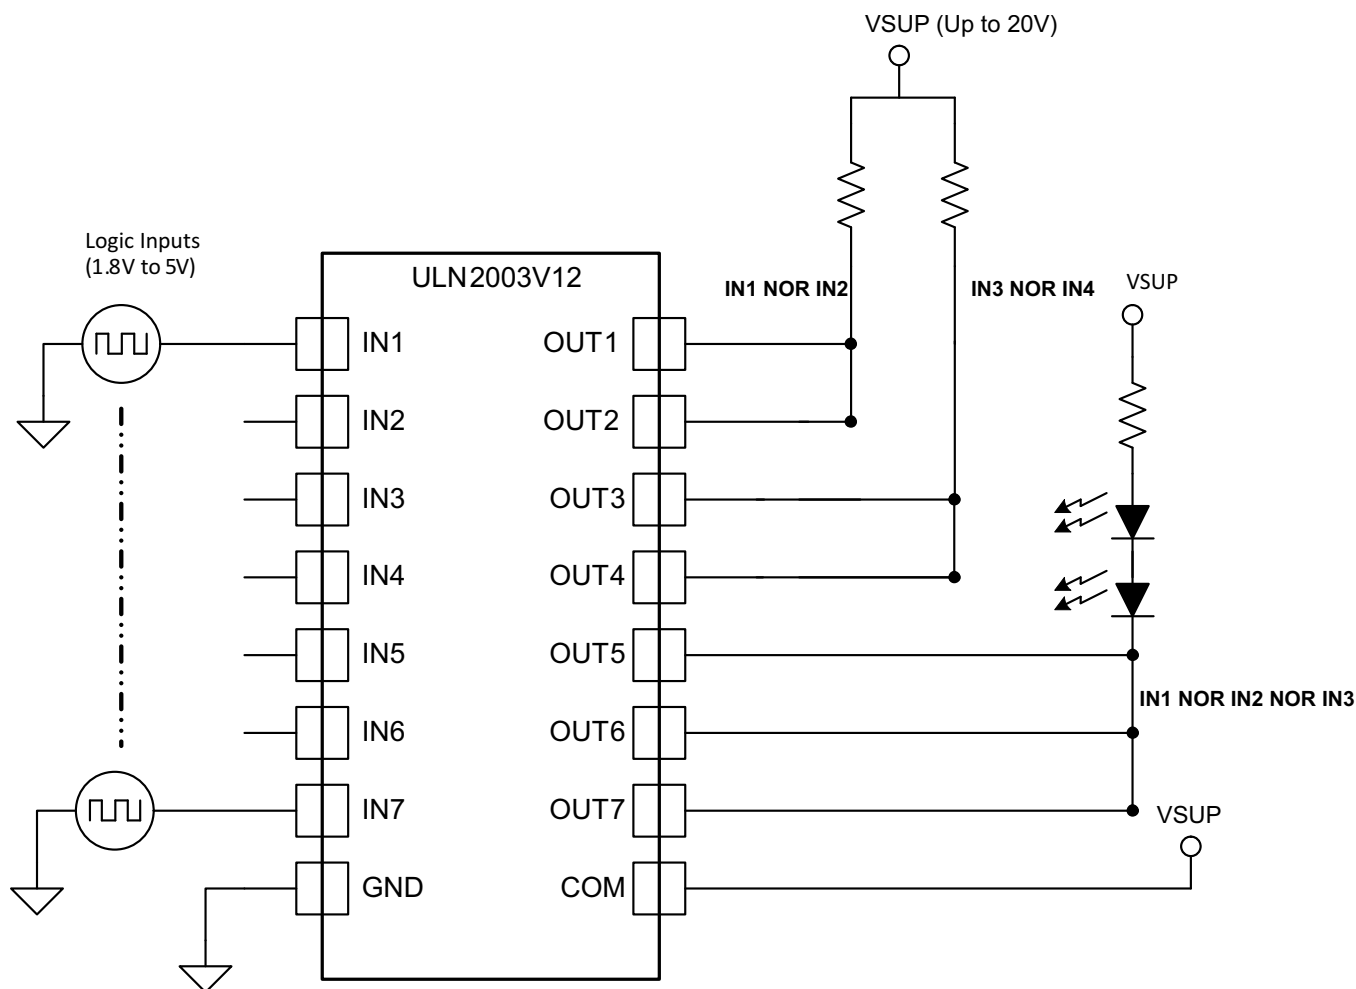 VSUP (Up to 20V)
Logic Inputs
(1.8V to 5V)
ULN2003V12
IN1 NOR IN2
IN3 NOR IN4
VSUP
IN1
OUT1
IN2
OUT2
IN3
OUT3
IN4
OUT4
IN5
OUT5
IN1 NOR IN2 NOR IN3
IN6
OUT6
IN7
OUT7
VSUP
GND
COM